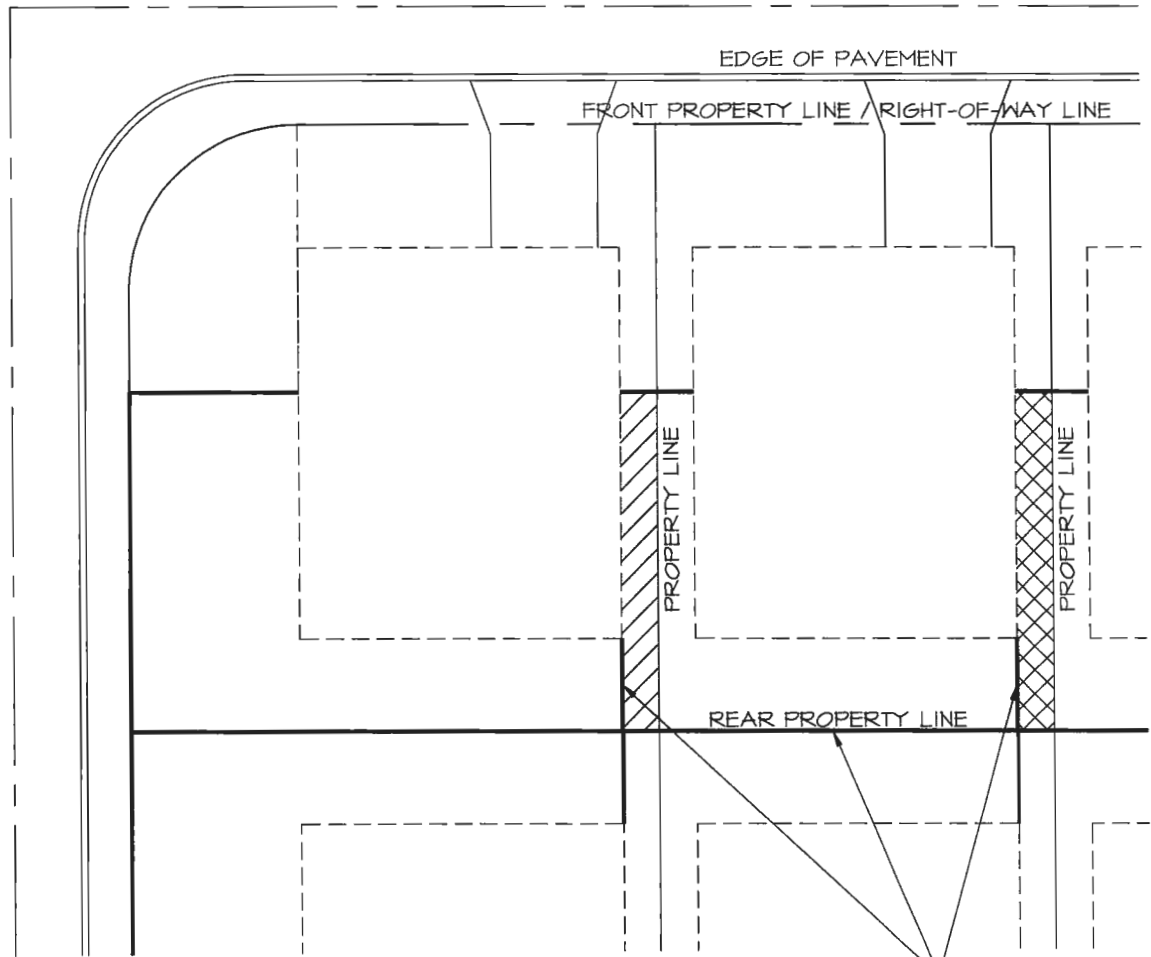 EDGE OF PAVEMENT
FRONT PROPERTY LINE / RIGHT-OF-WAY LINE
PROPERTY LINE
PROPERTY LINE
REAR PROPERTY LINE